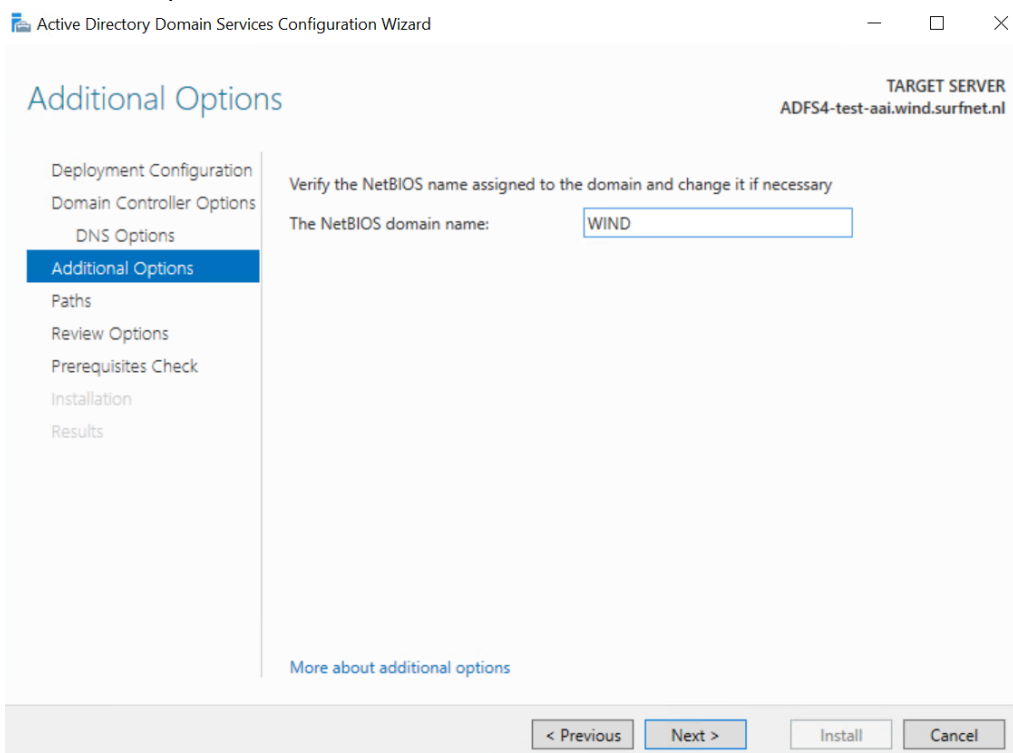 Active Directory Domain Services Configuration Wizard
Additional Options
TARGET SERVER
ADFS4-test-aai.wind.surfnet.nl
Deployment Configuration
Domain Controller Options
DNS Options
Additional Options
Paths
Review Options
Prerequisites Check
Installation
Results
Verify the NetBIOS name assigned to the domain and change it if necessary
The NetBIOS domain name: WIND
More about additional options
< Previous Next > Install Cancel